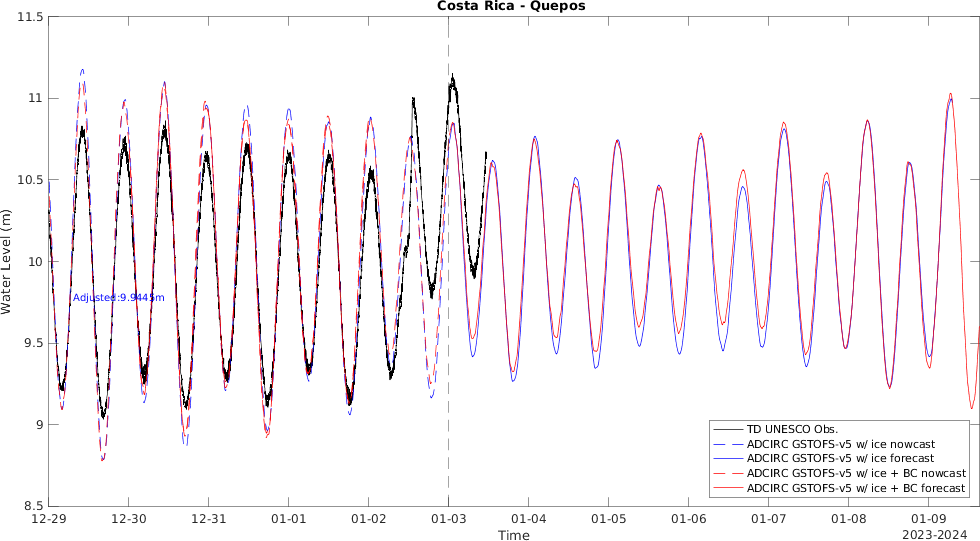 Costa Rica - Quepos
11.5
11
10.5
10
9.5
9
8.5
Water Level (m)
Adjusted:9.9445m
TD UNESCO Obs.
ADCIRC GSTOFS-v5 w/ ice nowcast
ADCIRC GSTOFS-v5 w/ ice forecast
ADCIRC GSTOFS-v5 w/ ice + BC nowcast
ADCIRC GSTOFS-v5 w/ ice + BC forecast
12-29 12-30 12-31 01-01 01-02 01-03 01-04 01-05 01-06 01-07 01-08 01-09
Time
2023-2024